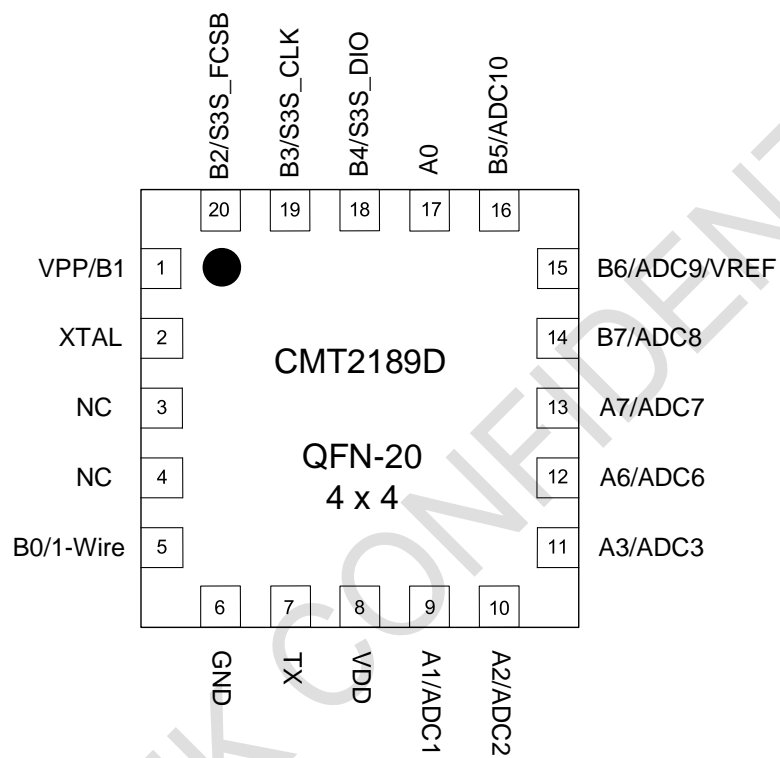 B2/S3S_FCSB
B3/S3S_CLK
B4/S3S_DIO
A0
B5/ADC10
20
19
18
17
16
VPP/B1
1
15
B6/ADC9/VREF
XTAL
2
14
B7/ADC8
CMT2189D
NC
3
13
A7/ADC7
QFN-20
NC
4
12
A6/ADC6
4 x 4
B0/1-Wire
5
11
A3/ADC3
6
7
8
9
10
GND
TX
VDD
A1/ADC1
A2/ADC2